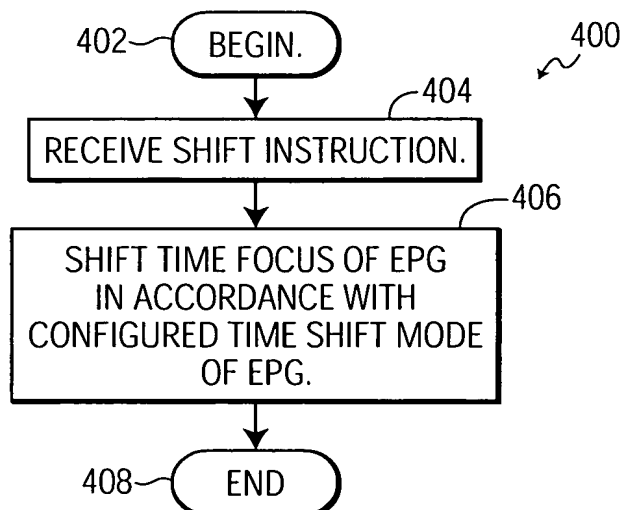 402
BEGIN.
400
404
RECEIVE SHIFT INSTRUCTION.
406
SHIFT TIME FOCUS OF EPG
IN ACCORDANCE WITH
CONFIGURED TIME SHIFT MODE
OF EPG.
408
END